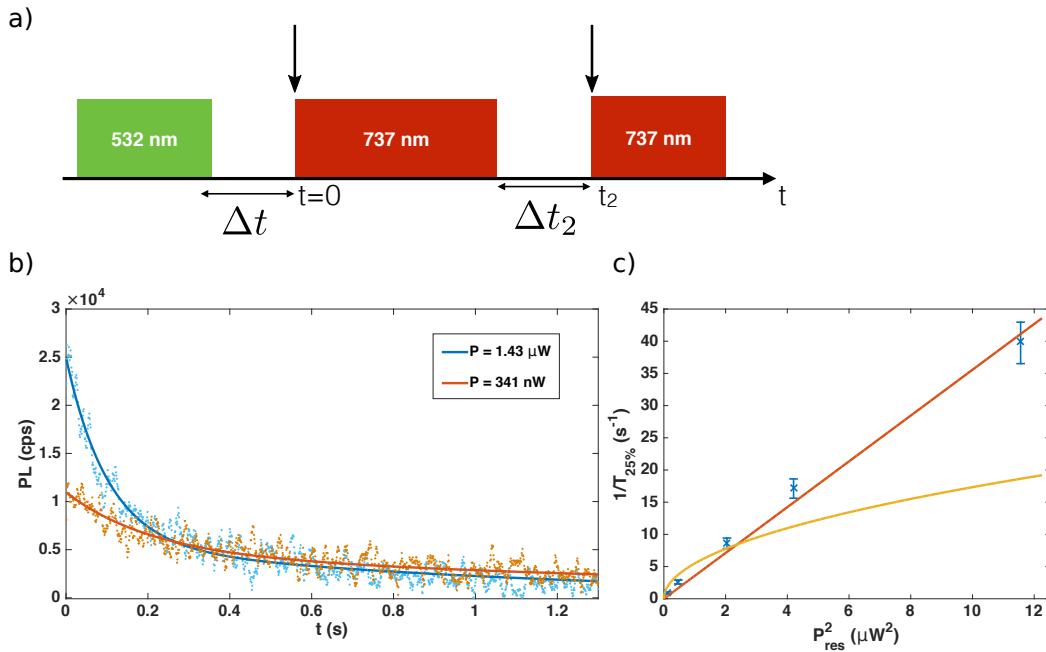 a)
532 nm
737 nm
737 nm
Δt
t=0
Δt₂
t₂
t
b)
×10⁴
3
2.5
2
1.5
1
0.5
0
PL (cps)
P = 1.43 μW
P = 341 nW
0
0.2
0.4
0.6
0.8
1
1.2
t (s)
c)
45
40
35
30
25
20
15
10
5
0
1/T₂₅% (s⁻¹)
0
2
4
6
8
10
12
P²res (μW²)